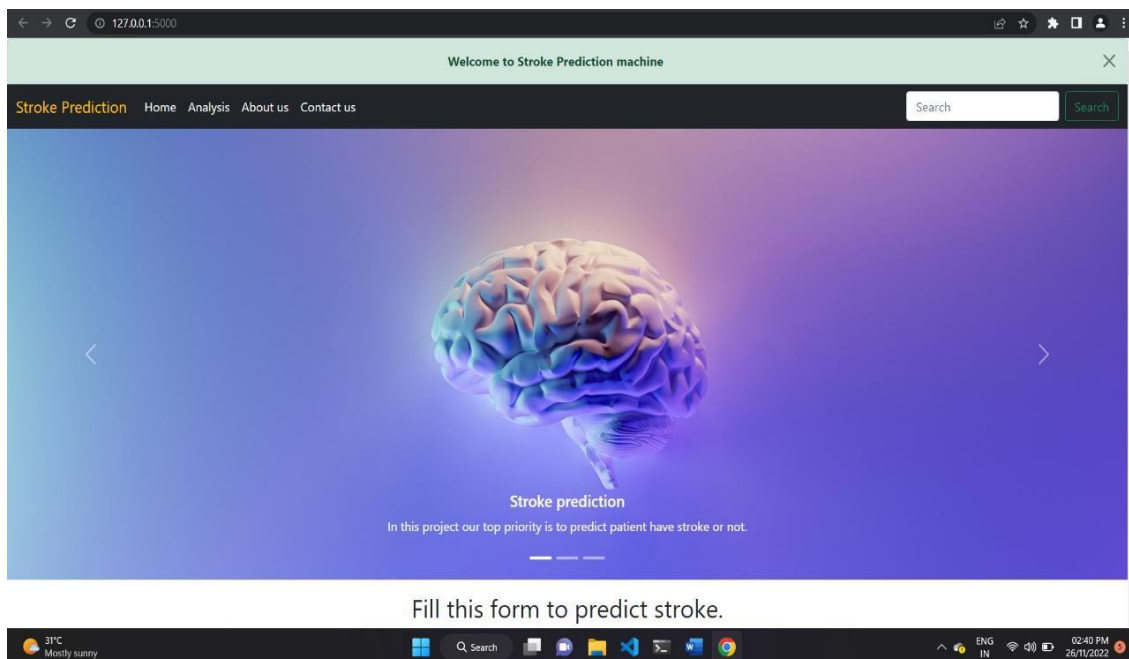 127.0.0.1:5000
Welcome to Stroke Prediction machine
Stroke Prediction Home Analysis About us Contact us Search Search
Stroke prediction
In this project our top priority is to predict patient have stroke or not.
Fill this form to predict stroke.
31°C
Mostly sunny
Search
ENG
IN
02:40 PM
26/11/2022
5